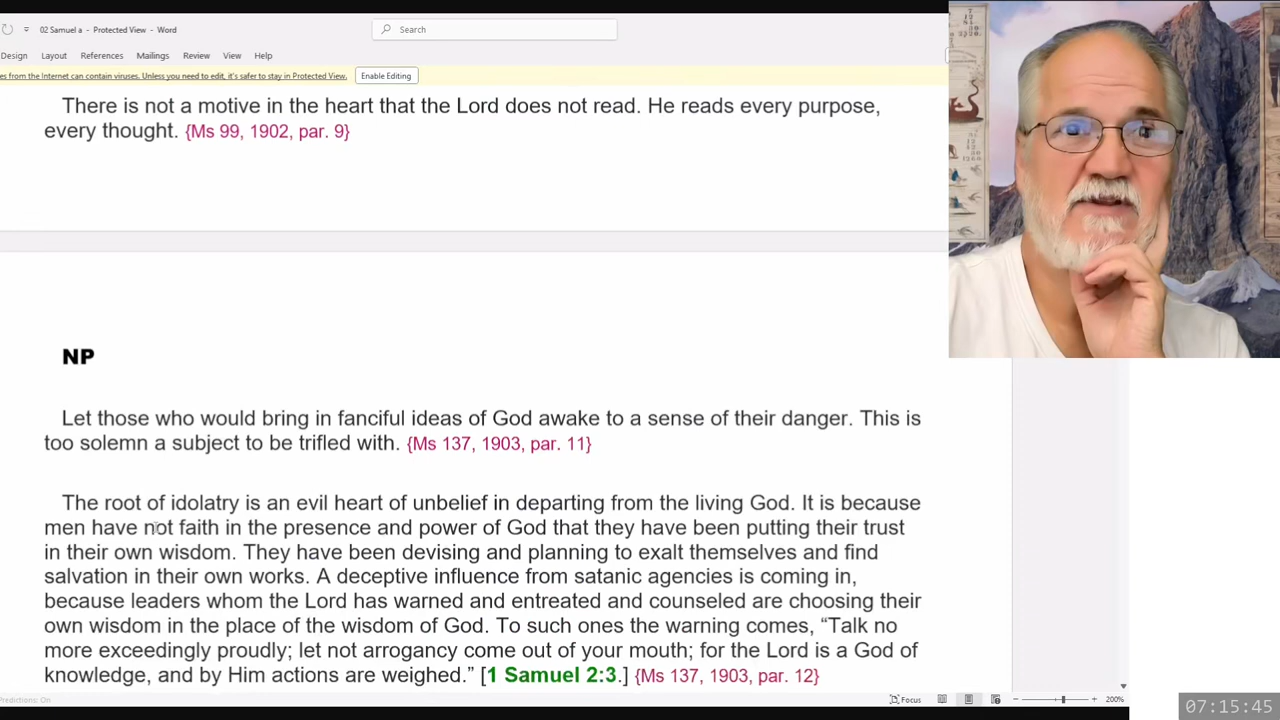 02 Samuel a - Protected View - Word
Search
Design Layout References Mailings Review View Help
es from the Internet can contain viruses. Unless you need to edit, it's safer to stay in Protected View. Enable Editing
There is not a motive in the heart that the Lord does not read. He reads every purpose,
every thought. {Ms 99, 1902, par. 9}
NP
Let those who would bring in fanciful ideas of God awake to a sense of their danger. This is
too solemn a subject to be trifled with. {Ms 137, 1903, par. 11}
The root of idolatry is an evil heart of unbelief in departing from the living God. It is because
men have not faith in the presence and power of God that they have been putting their trust
in their own wisdom. They have been devising and planning to exalt themselves and find
salvation in their own works. A deceptive influence from satanic agencies is coming in,
because leaders whom the Lord has warned and entreated and counseled are choosing their
own wisdom in the place of the wisdom of God. To such ones the warning comes, “Talk no
more exceedingly proudly; let not arrogancy come out of your mouth; for the Lord is a God of
knowledge, and by Him actions are weighed.” [1 Samuel 2:3.] {Ms 137, 1903, par. 12}
Predictions: On
Focus
200%
07:15:45